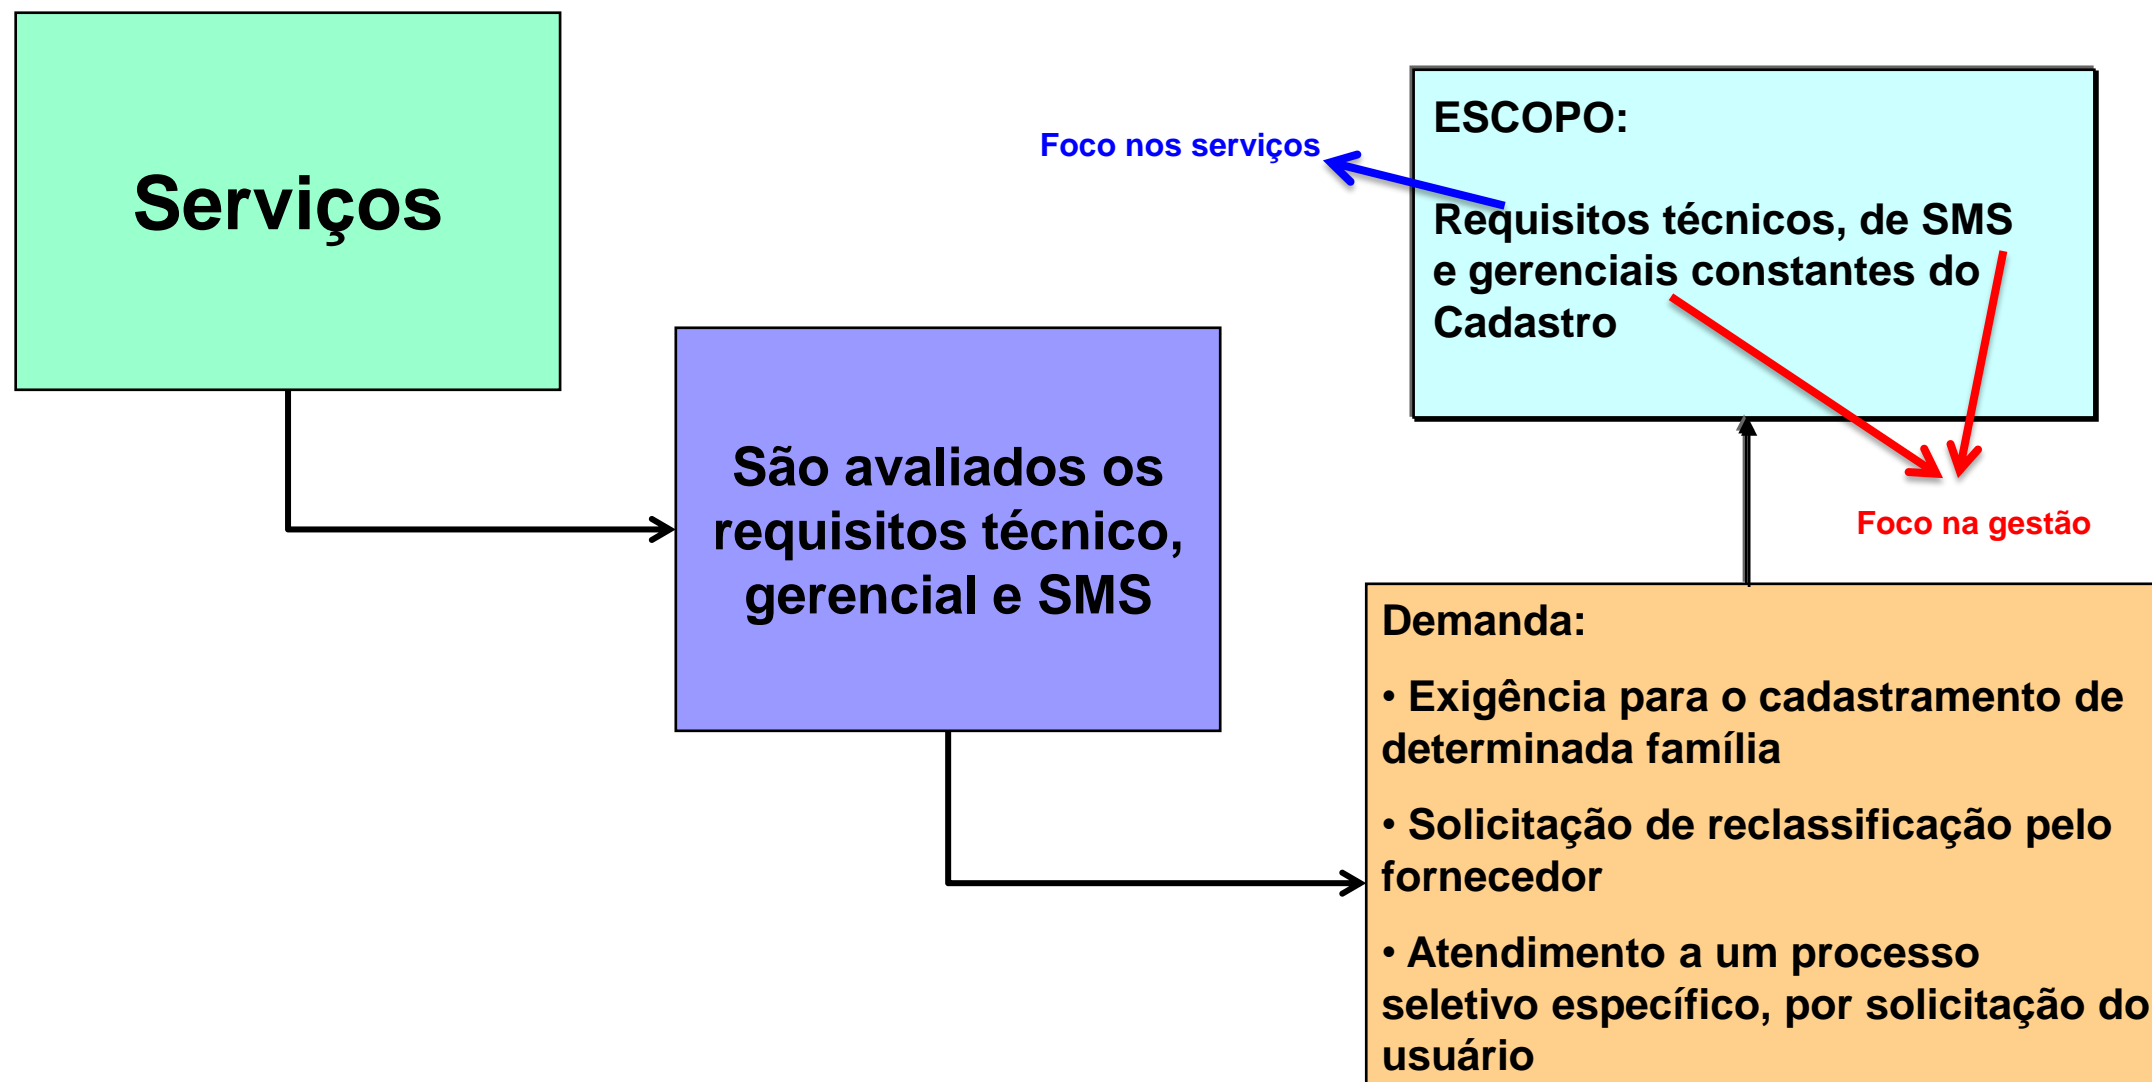 Serviços
São avaliados os
requisitos técnico,
gerencial e SMS
Foco nos serviços
ESCOPO:
Requisitos técnicos, de SMS
e gerenciais constantes do
Cadastro
Foco na gestão
Demanda:
• Exigência para o cadastramento de
determinada família
• Solicitação de reclassificação pelo
fornecedor
• Atendimento a um processo
seletivo específico, por solicitação do
usuário